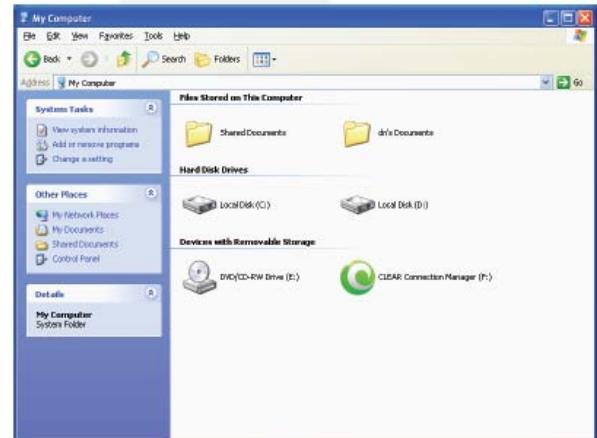 My Computer
File Edit View Favorites Tools Help
Back Search Folders
Address My Computer Go
System Tasks
View system information
Add or remove programs
Change a setting
Other Places
My Network Places
My Documents
Shared Documents
Control Panel
Details
My Computer
System Folder
Files Stored on This Computer
Shared Documents dn's Documents
Hard Disk Drives
Local Disk (C:) Local Disk (D:)
Devices with Removable Storage
DVD/CD-RW Drive (E:) CLEAR Connection Manager (F:)